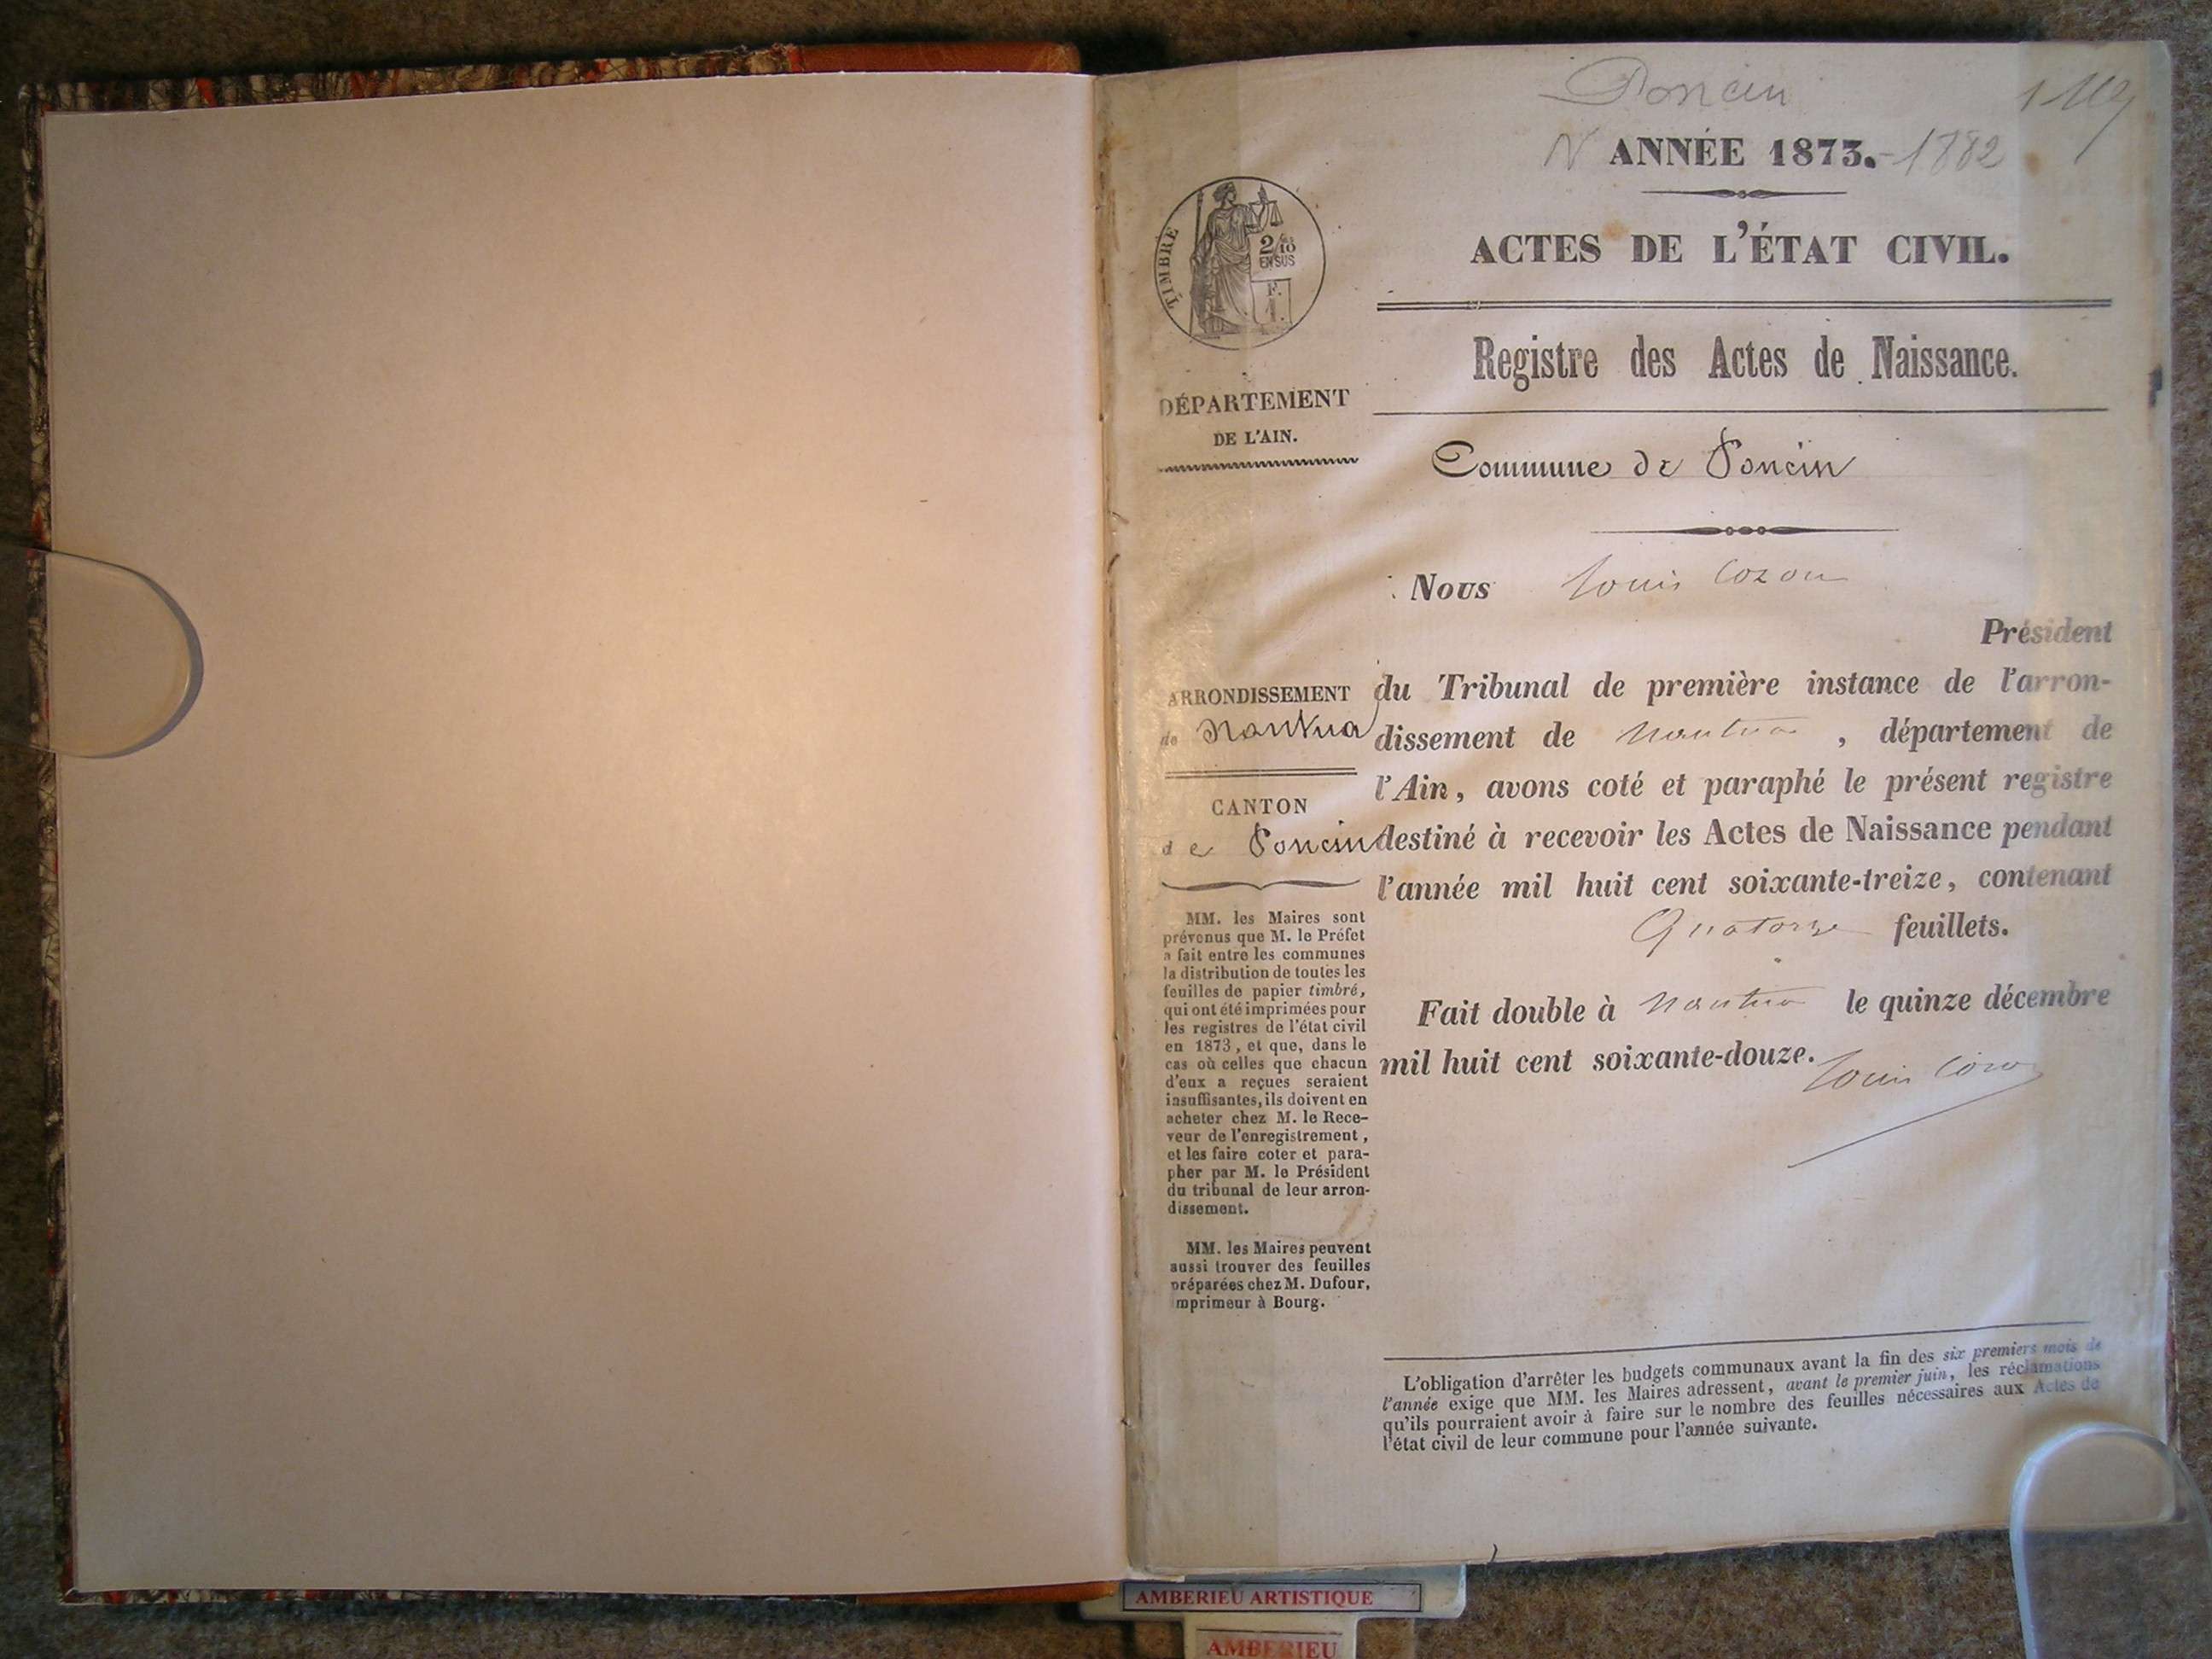 Poncin
N ANNÉE 1873.-1882
ACTES DE L'ÉTAT CIVIL.
TIMBRE
2/10
EN SUS
F.
1.
Registre des Actes de Naissance.
DÉPARTEMENT
DE L'AIN.
Commune de Poncin
Nous Louis Cozon
Président
du Tribunal de première instance de l'arron-
dissement de Nantua, département de
l'Ain, avons coté et paraphé le présent registre
destiné à recevoir les Actes de Naissance pendant
l'année mil huit cent soixante-treize, contenant
Quatorze feuillets.
Fait double à Nantua le quinze décembre
mil huit cent soixante-douze.
Louis Cozon
ARRONDISSEMENT
de Nantua
CANTON
de Poncin
MM. les Maires sont
prévenus que M. le Préfet
a fait entre les communes
la distribution de toutes les
feuilles de papier timbré,
qui ont été imprimées pour
les registres de l'état civil
en 1873, et que, dans le
cas où celles que chacun
d'eux a reçues seraient
insuffisantes, ils doivent en
acheter chez M. le Rece-
veur de l'enregistrement,
et les faire coter et para-
pher par M. le Président
du tribunal de leur arron-
dissement.
MM. les Maires peuvent
aussi trouver des feuilles
préparées chez M. Dufour,
mprimeur à Bourg.
L'obligation d'arrêter les budgets communaux avant la fin des six premiers mois de
l'année exige que MM. les Maires adressent, avant le premier juin, les réclamations
qu'ils pourraient avoir à faire sur le nombre des feuilles nécessaires aux Actes de
l'état civil de leur commune pour l'année suivante.
AMBERIEU ARTISTIQUE
AMBERIEU